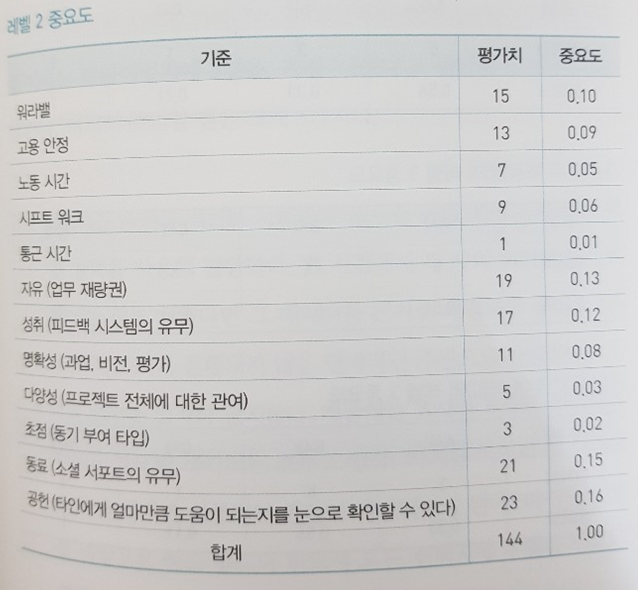 레벨 2 중요도
기준 평가치 중요도
워라밸 15 0.10
고용 안정 13 0.09
노동 시간 7 0.05
시프트 워크 9 0.06
통근 시간 1 0.01
자유 (업무 재량권) 19 0.13
성취 (피드백 시스템의 유무) 17 0.12
명확성 (과업, 비전, 평가) 11 0.08
다양성 (프로젝트 전체에 대한 관여) 5 0.03
초점 (동기 부여 타입) 3 0.02
동료 (소셜 서포트의 유무) 21 0.15
공헌 (타인에게 얼마만큼 도움이 되는지를 눈으로 확인할 수 있다) 23 0.16
합계 144 1.00